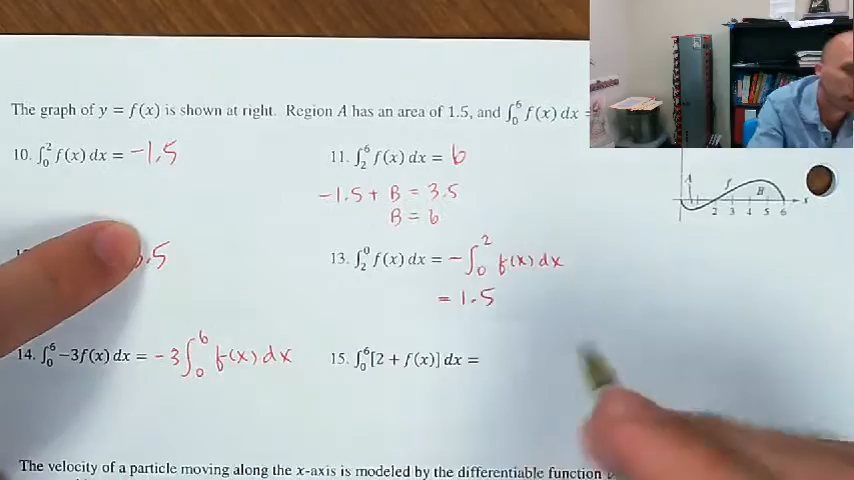 The graph of y = f(x) is shown at right. Region A has an area of 1.5, and ∫₀⁶ f(x) dx =
10. ∫₀² f(x) dx = -1.5
11. ∫₂⁶ f(x) dx = 6
-1.5 + B = 3.5
B = 6
A f B x
2 3 4 5 6
.5
13. ∫₂⁰ f(x) dx = -∫₀² f(x) dx
= 1.5
14. ∫₀⁶ -3f(x) dx = -3∫₀⁶ f(x) dx
15. ∫₀⁶ [2 + f(x)] dx =
The velocity of a particle moving along the x-axis is modeled by the differentiable function